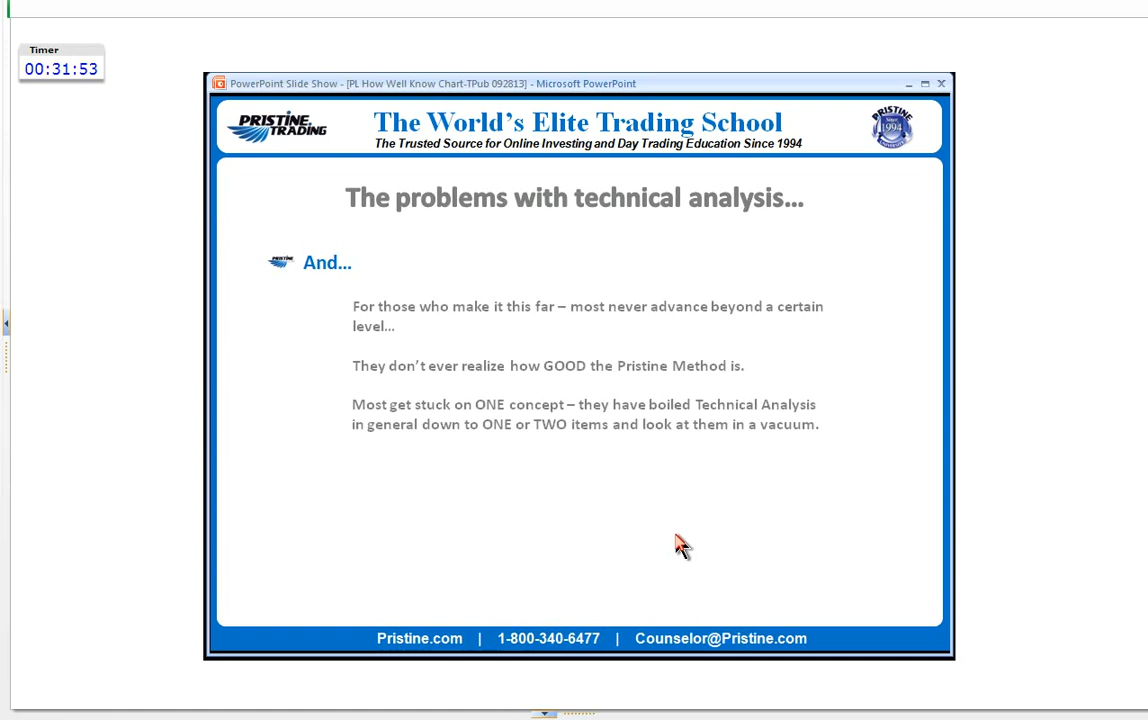 Timer
00:31:53
PowerPoint Slide Show - [PL How Well Know Chart-TPub 092813] - Microsoft PowerPoint
PRISTINE
TRADING
The World's Elite Trading School
The Trusted Source for Online Investing and Day Trading Education Since 1994
PRISTINE
Since
1994
The problems with technical analysis...
PRISTINE
And...
For those who make it this far – most never advance beyond a certain
level...
They don't ever realize how GOOD the Pristine Method is.
Most get stuck on ONE concept – they have boiled Technical Analysis
in general down to ONE or TWO items and look at them in a vacuum.
Pristine.com | 1-800-340-6477 | Counselor@Pristine.com